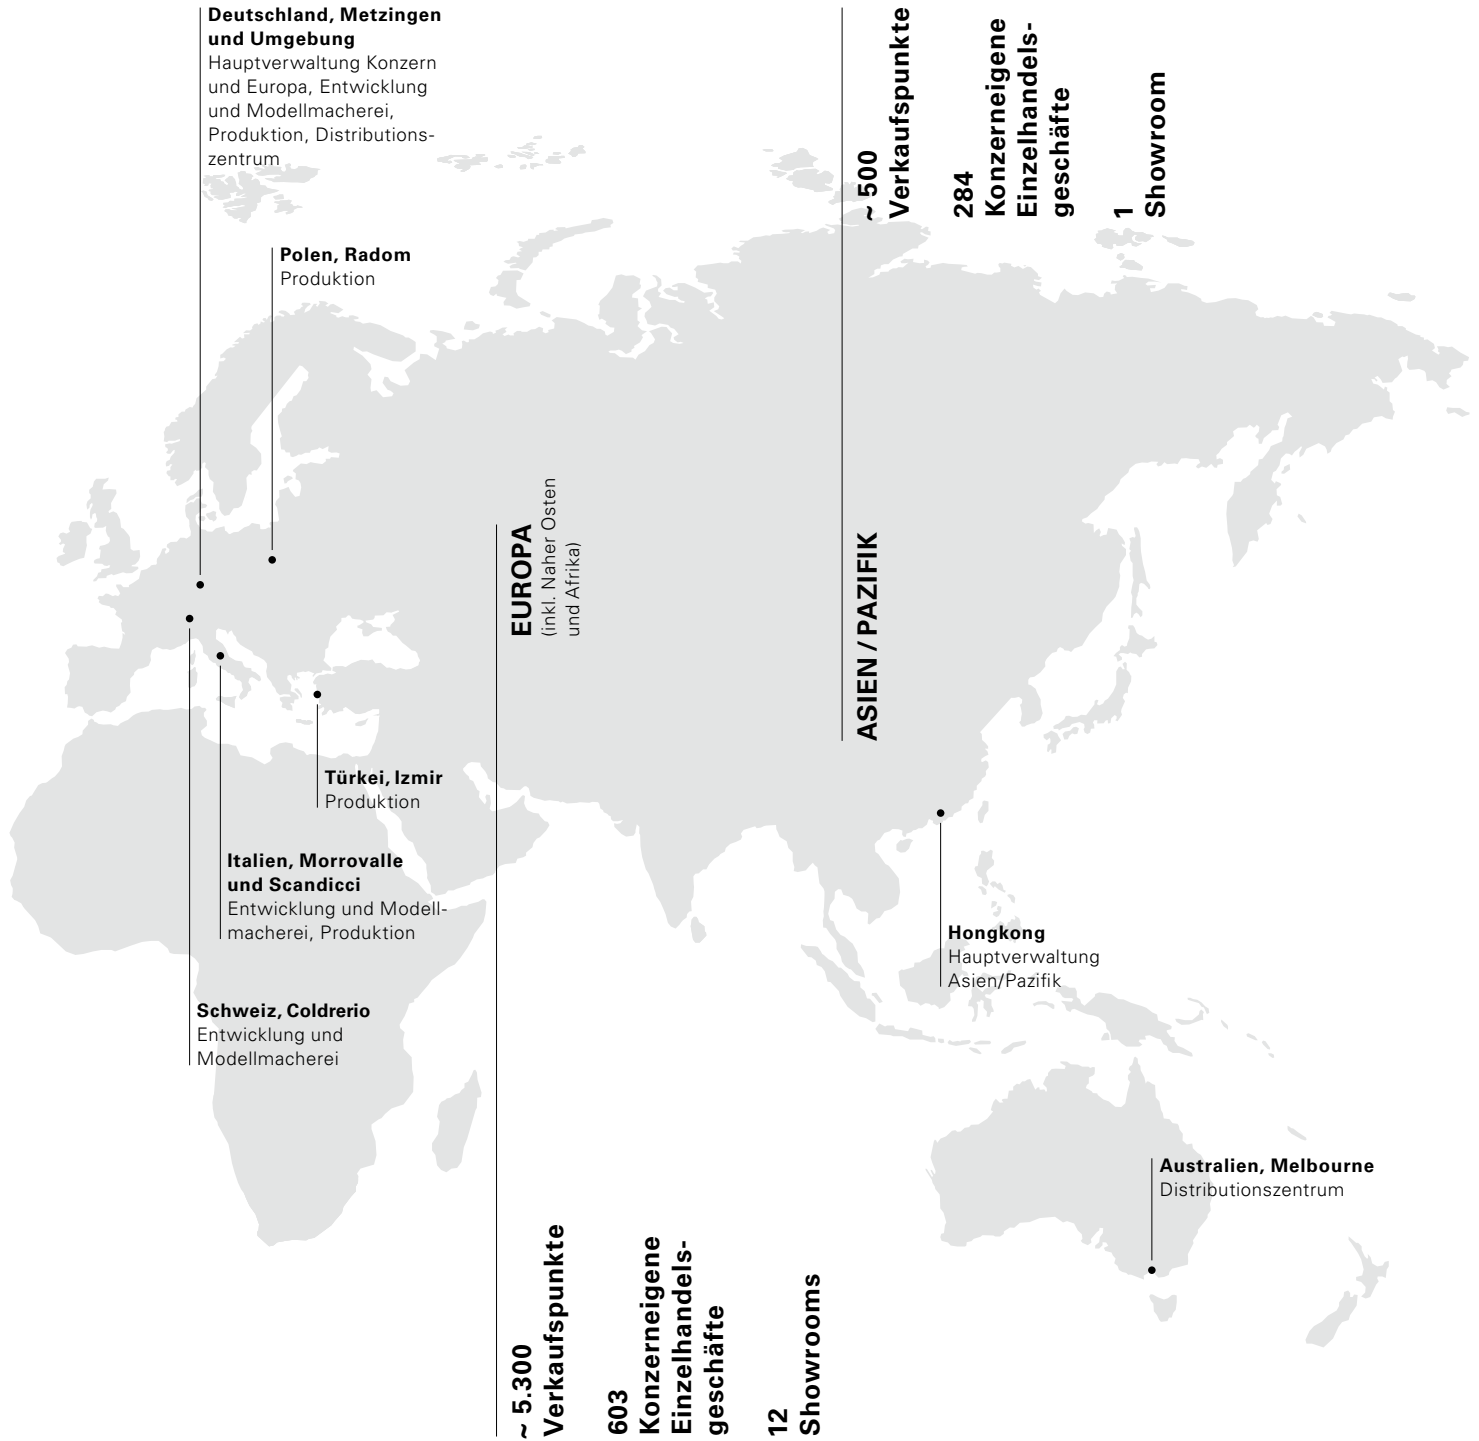 Deutschland, Metzingen
und Umgebung
Hauptverwaltung Konzern
und Europa, Entwicklung
und Modellmacherei,
Produktion, Distributions-
zentrum
Polen, Radom
Produktion
ASIEN / PAZIFIK
~ 500
Verkaufspunkte
284
Konzerneigene
Einzelhandels-
geschäfte
1
Showroom
EUROPA
(inkl. Naher Osten
und Afrika)
~ 5.300
Verkaufspunkte
603
Konzerneigene
Einzelhandels-
geschäfte
12
Showrooms
Türkei, Izmir
Produktion
Italien, Morrovalle
und Scandicci
Entwicklung und Modell-
macherei, Produktion
Schweiz, Coldrerio
Entwicklung und
Modellmacherei
Hongkong
Hauptverwaltung
Asien/Pazifik
Australien, Melbourne
Distributionszentrum